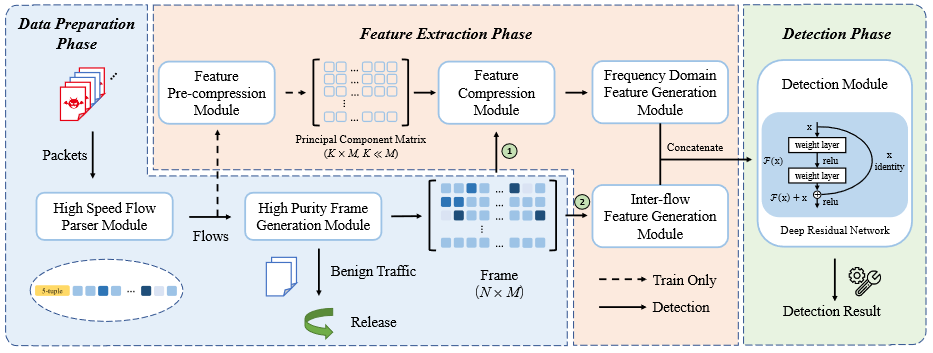 Data Preparation
Phase
Packets
High Speed Flow
Parser Module
5-tuple
...
Flows
High Purity Frame
Generation Module
Benign Traffic
Release
Frame
(N × M)
Feature Extraction Phase
Feature
Pre-compression
Module
Principal Component Matrix
(K × M, K ≪ M)
Feature
Compression
Module
1
2
Frequency Domain
Feature Generation
Module
Concatenate
Inter-flow
Feature Generation
Module
Train Only
Detection
Detection Phase
Detection Module
x
weight layer
F(x)
relu
x
identity
weight layer
F(x) + x
relu
Deep Residual Network
Detection Result